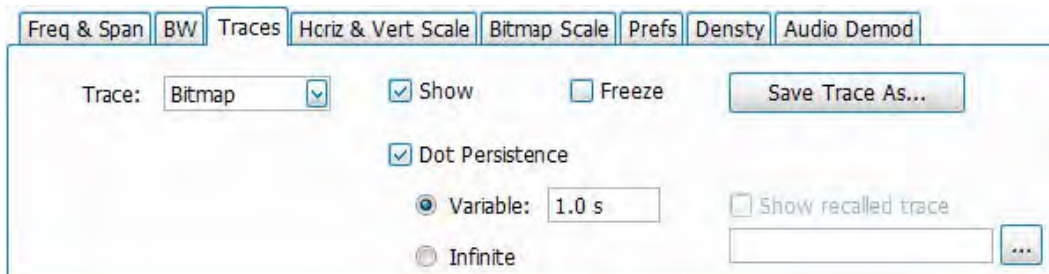 Freq & Span BW Traces Horiz & Vert Scale Bitmap Scale Prefs Densty Audio Demod
Trace: Bitmap Show Freeze Save Trace As...
Dot Persistence
Variable: 1.0 s Show recalled trace
Infinite ...